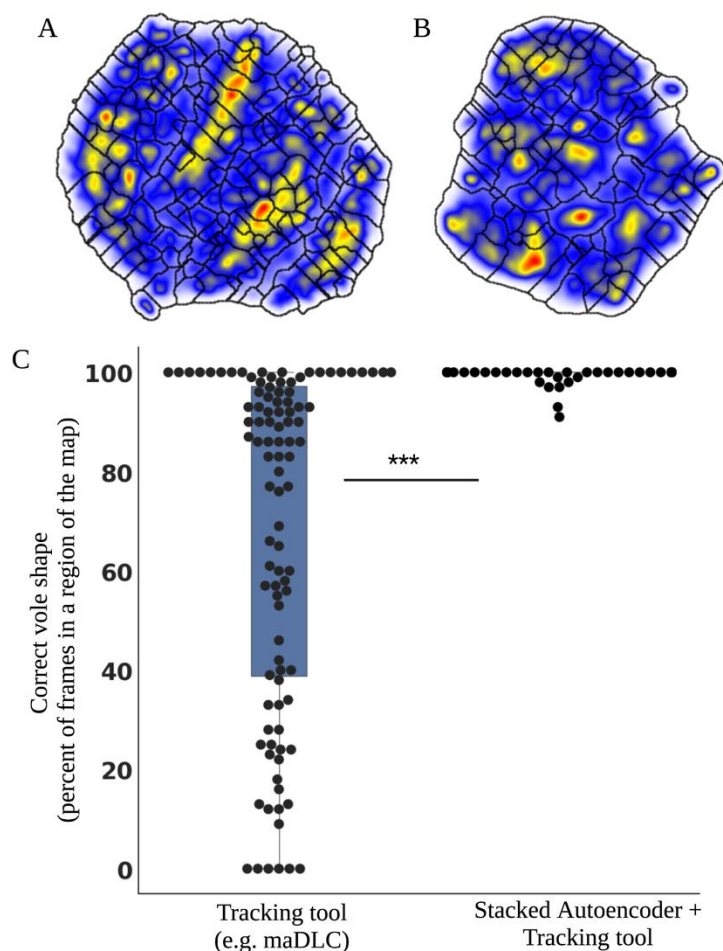 A
B
C
Correct vole shape
(percent of frames in a region of the map)
100
80
60
40
20
0
***
Tracking tool
(e.g. maDLC)
Stacked Autoencoder +
Tracking tool